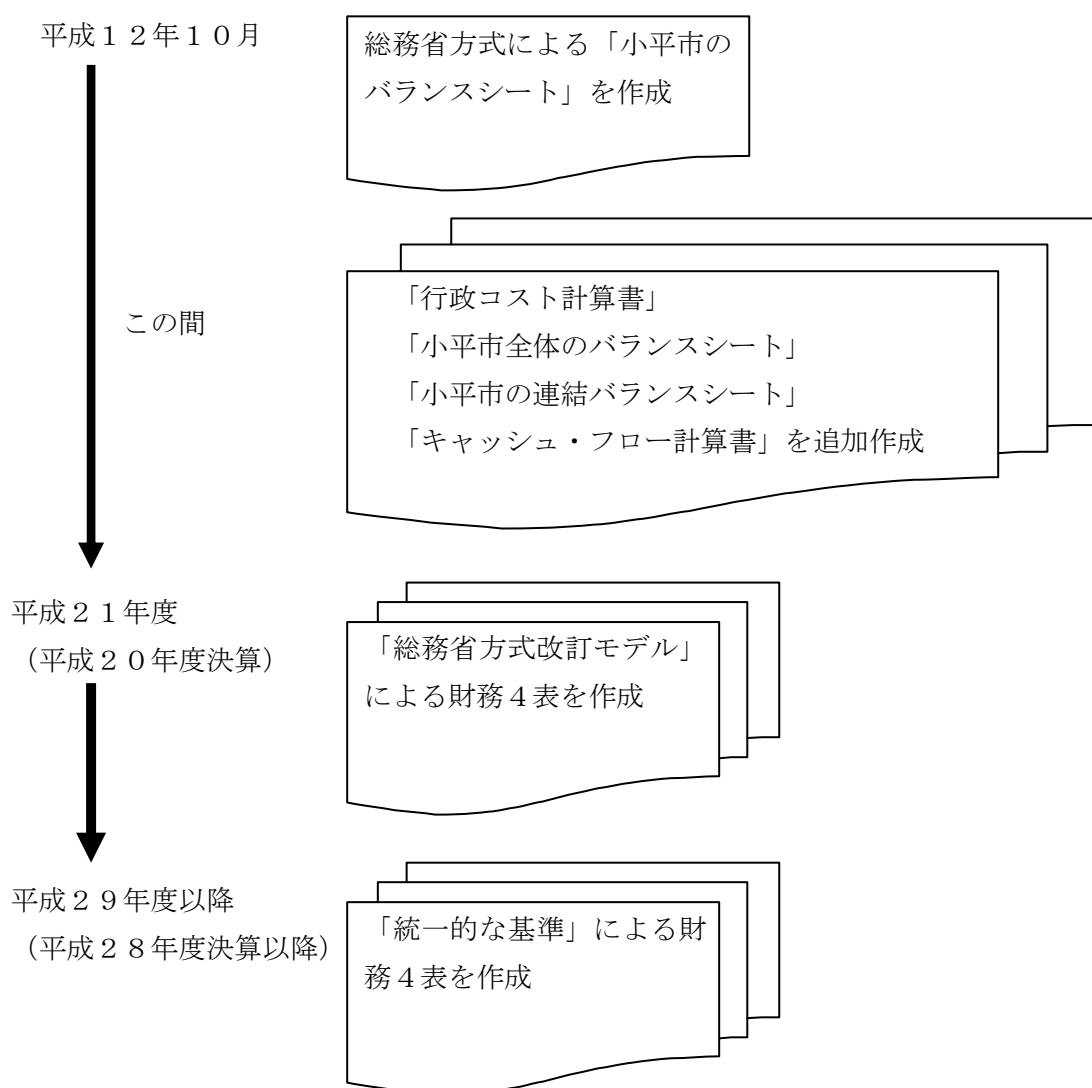 平成１２年１０月
総務省方式による「小平市の
バランスシート」を作成
この間
「行政コスト計算書」
「小平市全体のバランスシート」
「小平市の連結バランスシート」
「キャッシュ・フロー計算書」を追加作成
平成２１年度
（平成２０年度決算）
「総務省方式改訂モデル」
による財務４表を作成
平成２９年度以降
（平成２８年度決算以降）
「統一的な基準」による財
務４表を作成